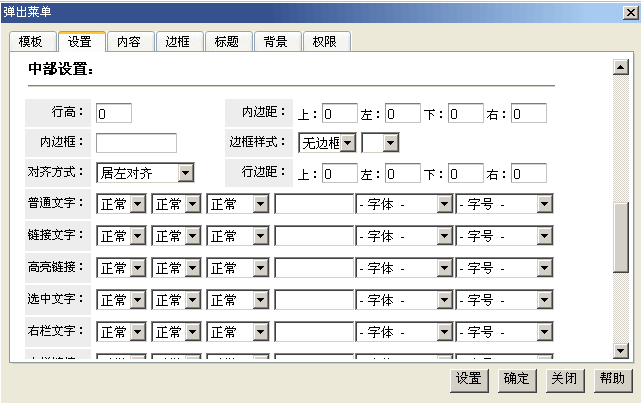 弹出菜单
模板 设置 内容 边框 标题 背景 权限
中部设置：
行高： 0 内边距： 上：0 左：0 下：0 右：0
内边框： 边框样式： 无边框
对齐方式： 居左对齐 行边距： 上：0 左：0 下：0 右：0
普通文字： 正常 正常 正常 - 字体 - - 字号 -
链接文字： 正常 正常 正常 - 字体 - - 字号 -
高亮链接： 正常 正常 正常 - 字体 - - 字号 -
选中文字： 正常 正常 正常 - 字体 - - 字号 -
右栏文字： 正常 正常 正常 - 字体 - - 字号 -
设置 确定 关闭 帮助